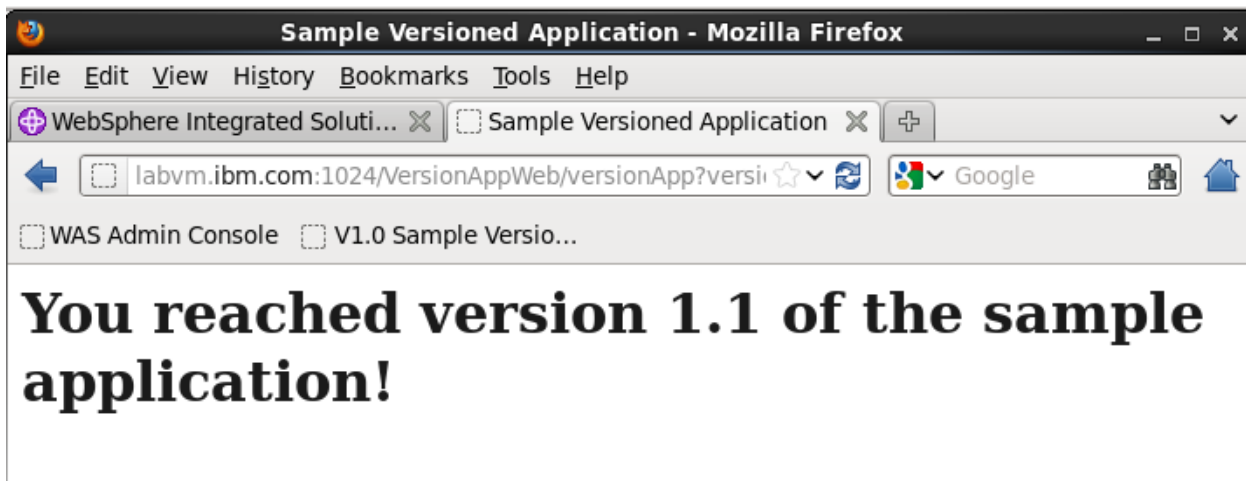 Sample Versioned Application - Mozilla Firefox
File Edit View History Bookmarks Tools Help
WebSphere Integrated Soluti... Sample Versioned Application
labvm.ibm.com:1024/VersionAppWeb/versionApp?versi Google
WAS Admin Console V1.0 Sample Versio...
You reached version 1.1 of the sample
application!